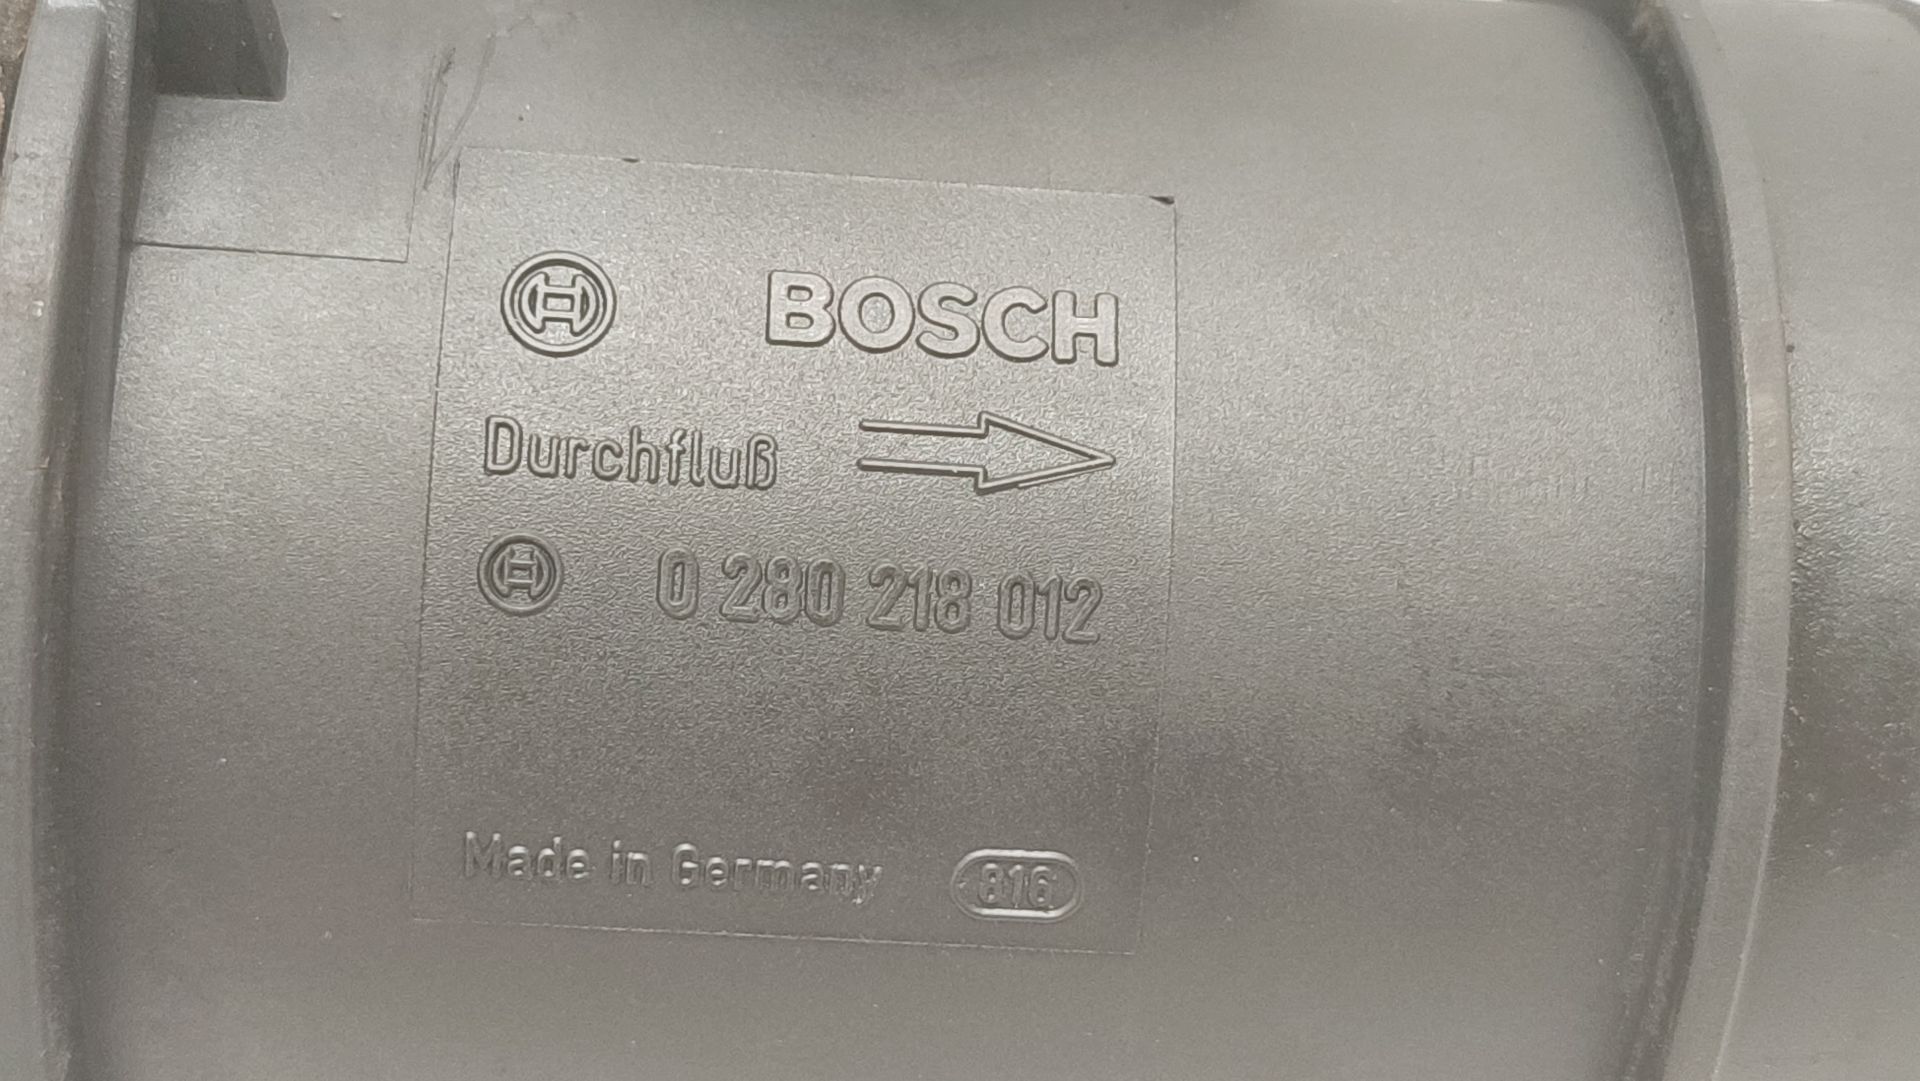 BOSCH
Durchfluß
0 280 218 012
Made in Germany 816